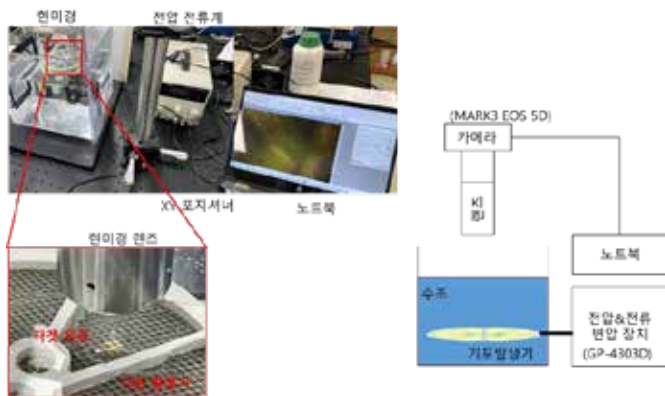 현미경
전압 전류계
XY 포지셔너
노트북
현미경 렌즈
(MARK3 EOS 5D)
카메라
렌즈
노트북
수조
기포발생기
전압&전류
변압 장치
(GP-4303D)